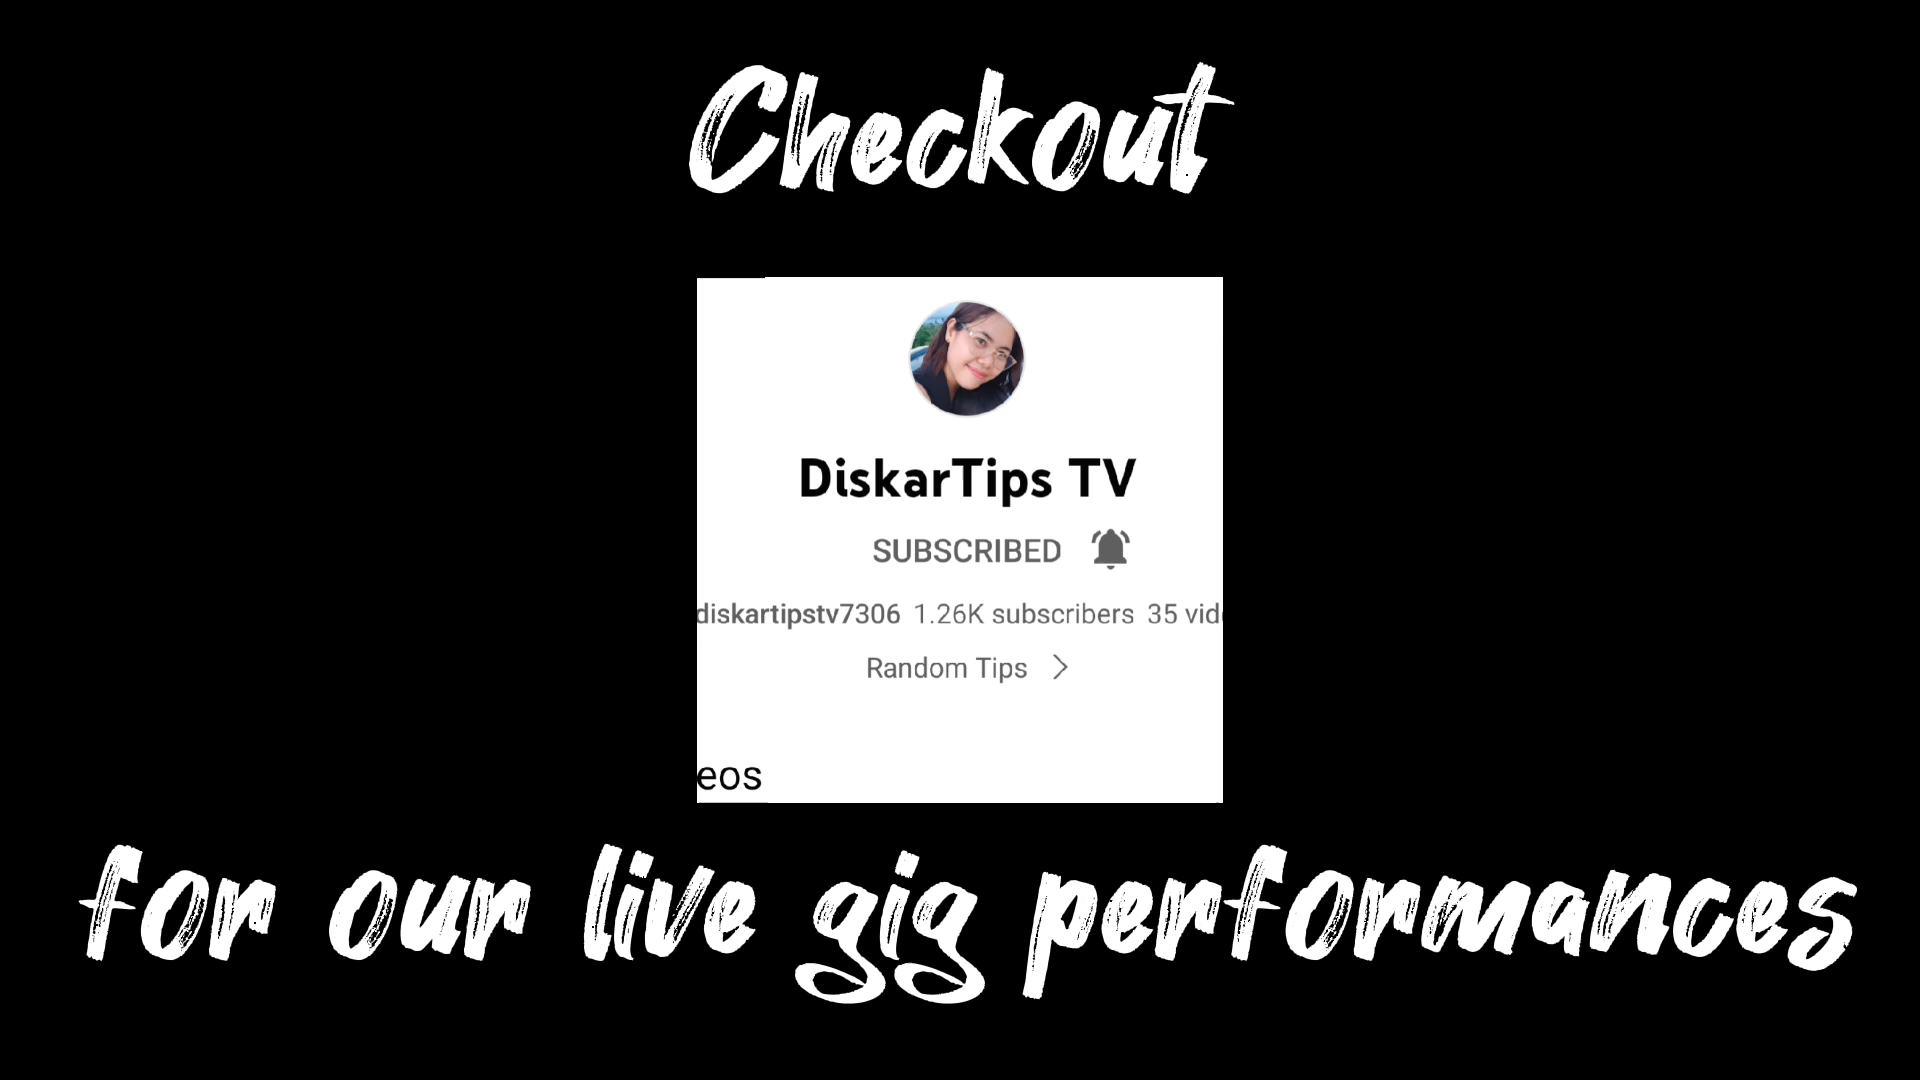 Checkout
DiskarTips TV
SUBSCRIBED
diskartipstv7306 1.26K subscribers 35 vid
Random Tips
eos
for our live gig performances